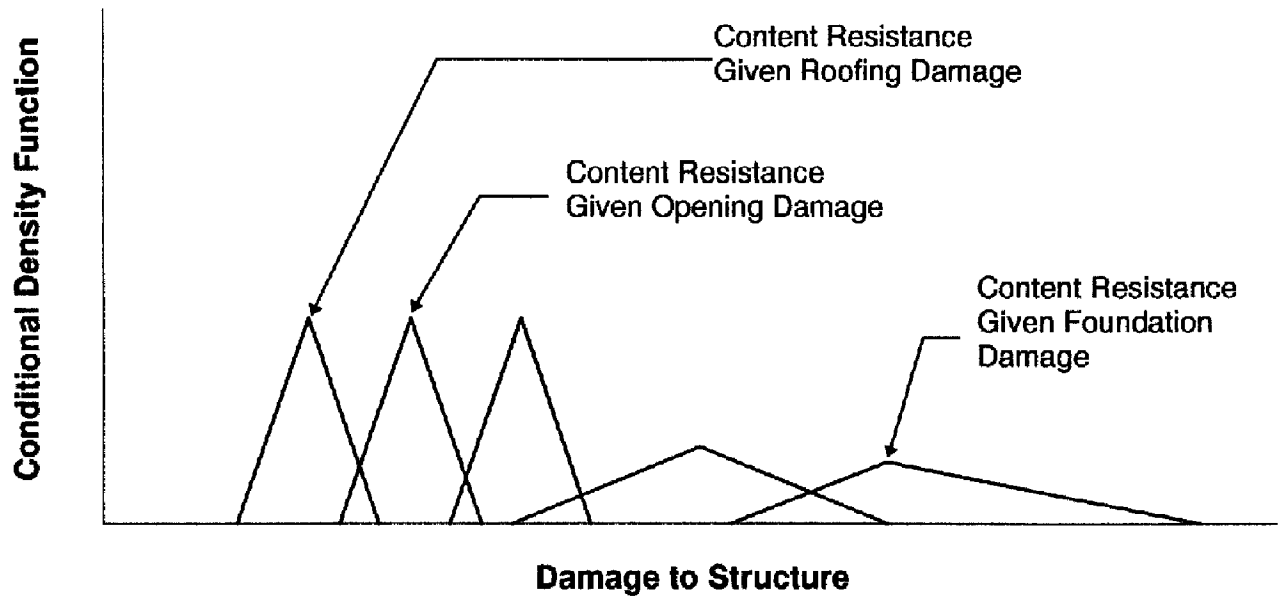 Conditional Density Function
Content Resistance
Given Roofing Damage
Content Resistance
Given Opening Damage
Content Resistance
Given Foundation
Damage
Damage to Structure